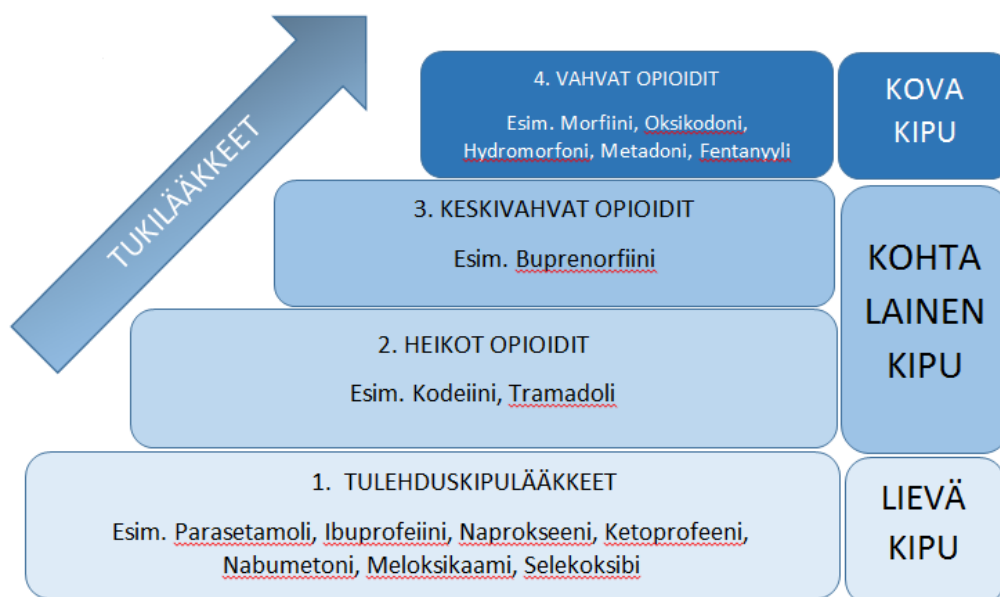 TUKILÄÄKKEET
4. VAHVAT OPIOIDIT
Esim. Morfiini, Oksikodoni,
Hydromorfoni, Metadoni, Fentanyyli
KOVA
KIPU
3. KESKIVAHVAT OPIOIDIT
Esim. Buprenorfiini
KOHTA
LAINEN
KIPU
2. HEIKOT OPIOIDIT
Esim. Kodeiini, Tramadoli
1. TULEHDUSKIPULÄÄKKEET
Esim. Parasetamoli, Ibuprofeiini, Naprokseeni, Ketoprofeeni,
Nabumetoni, Meloksikaami, Selekoksibi
LIEVÄ
KIPU